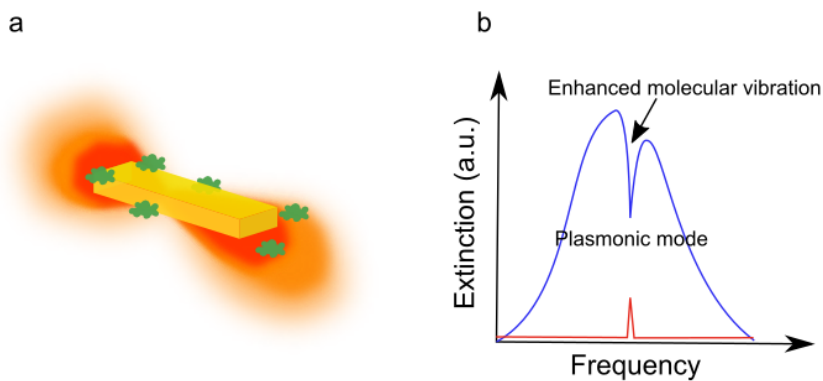 a
b
Enhanced molecular vibration
Plasmonic mode
Extinction (a.u.)
Frequency